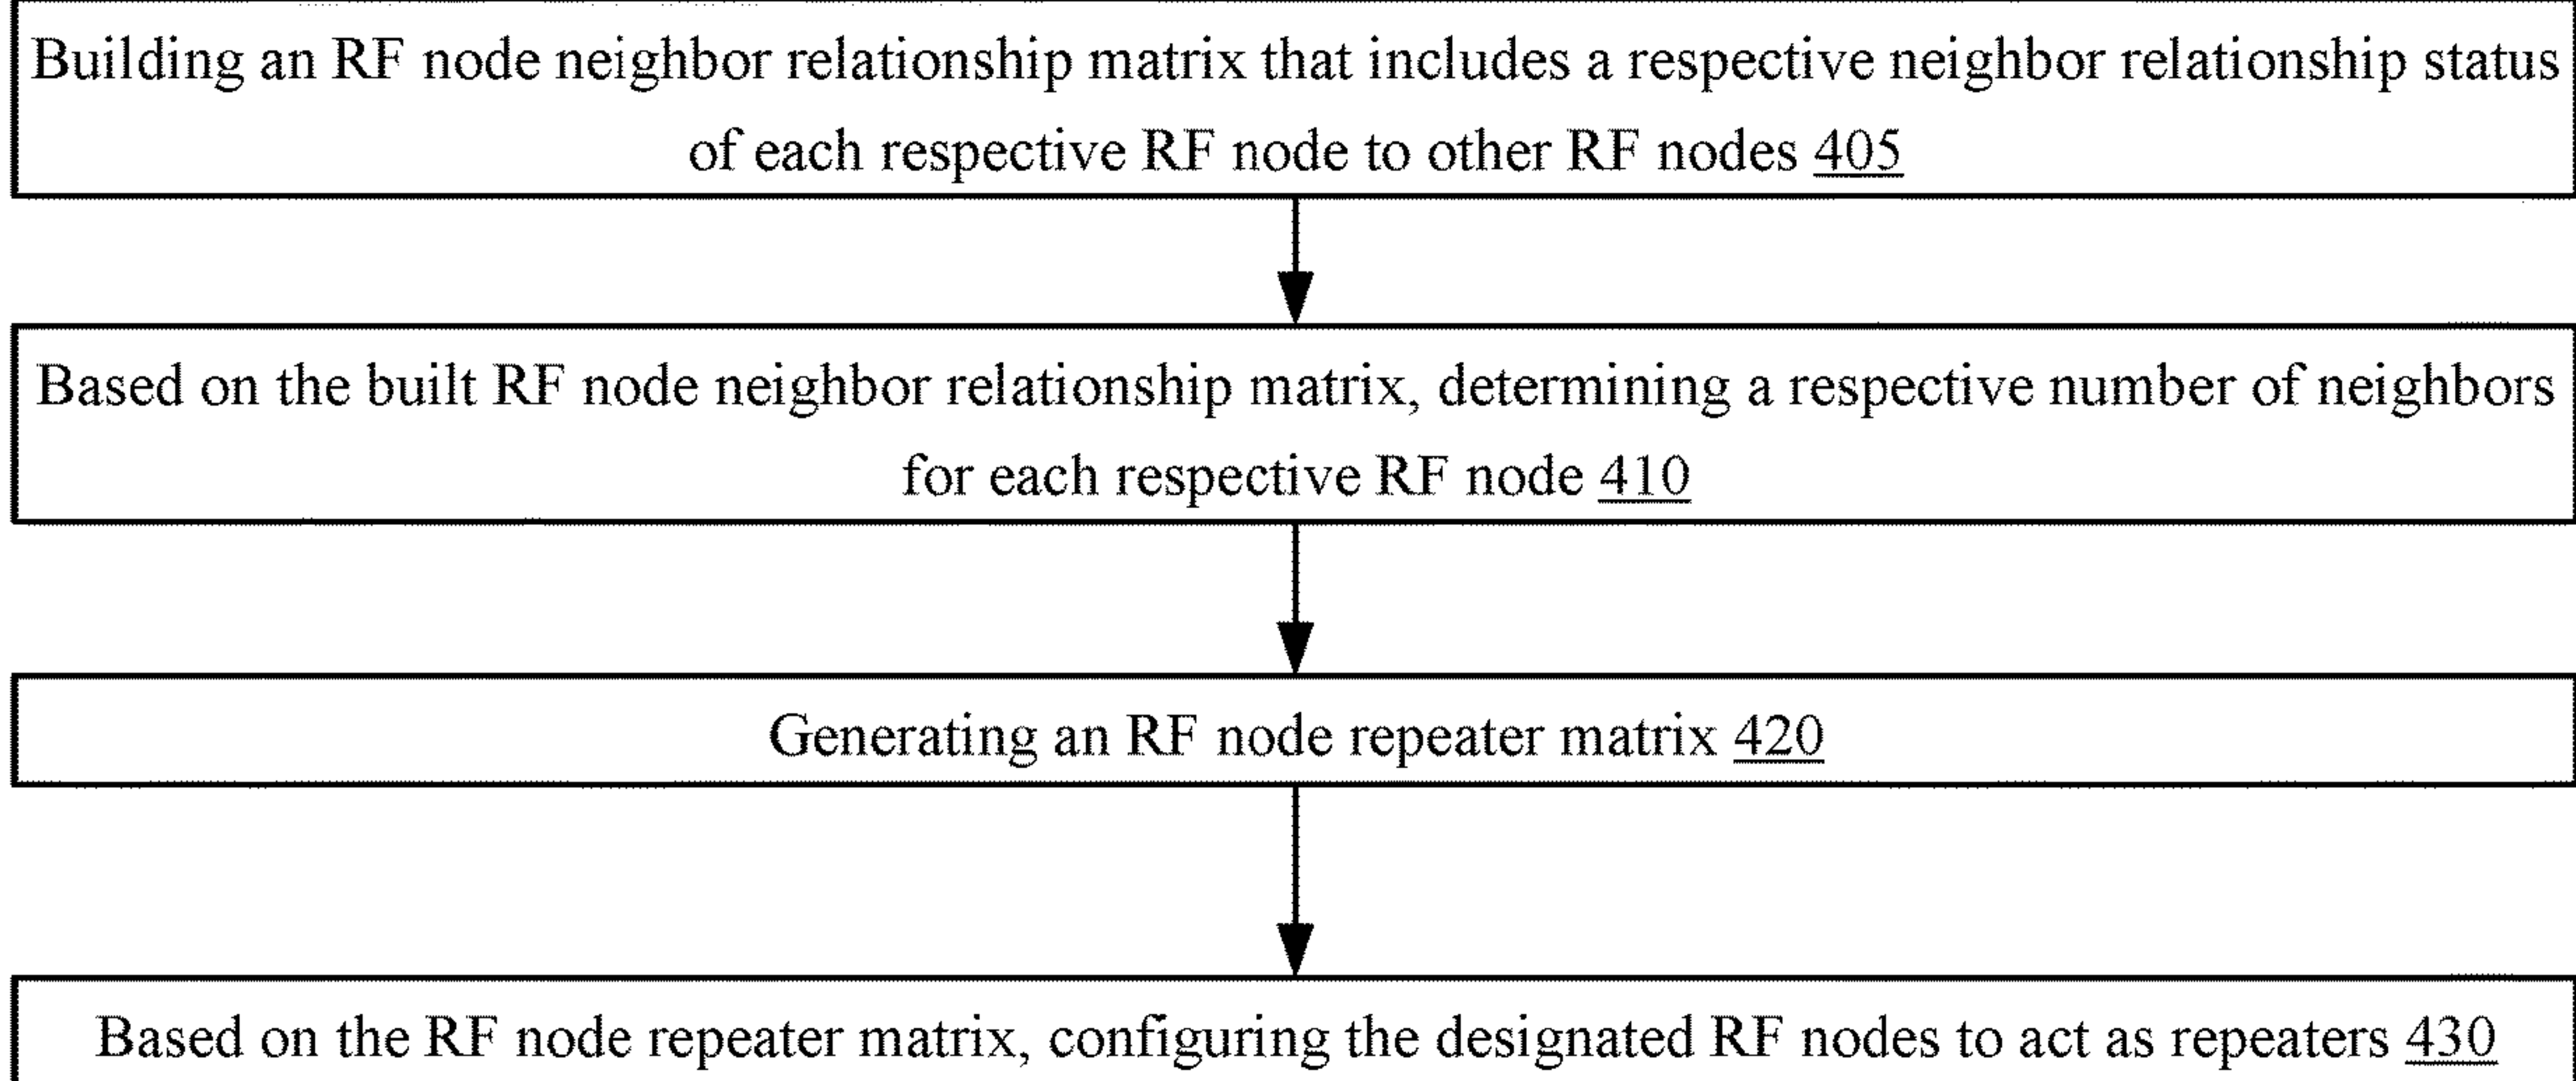 Building an RF node neighbor relationship matrix that includes a respective neighbor relationship status
of each respective RF node to other RF nodes 405
Based on the built RF node neighbor relationship matrix, determining a respective number of neighbors
for each respective RF node 410
Generating an RF node repeater matrix 420
Based on the RF node repeater matrix, configuring the designated RF nodes to act as repeaters 430